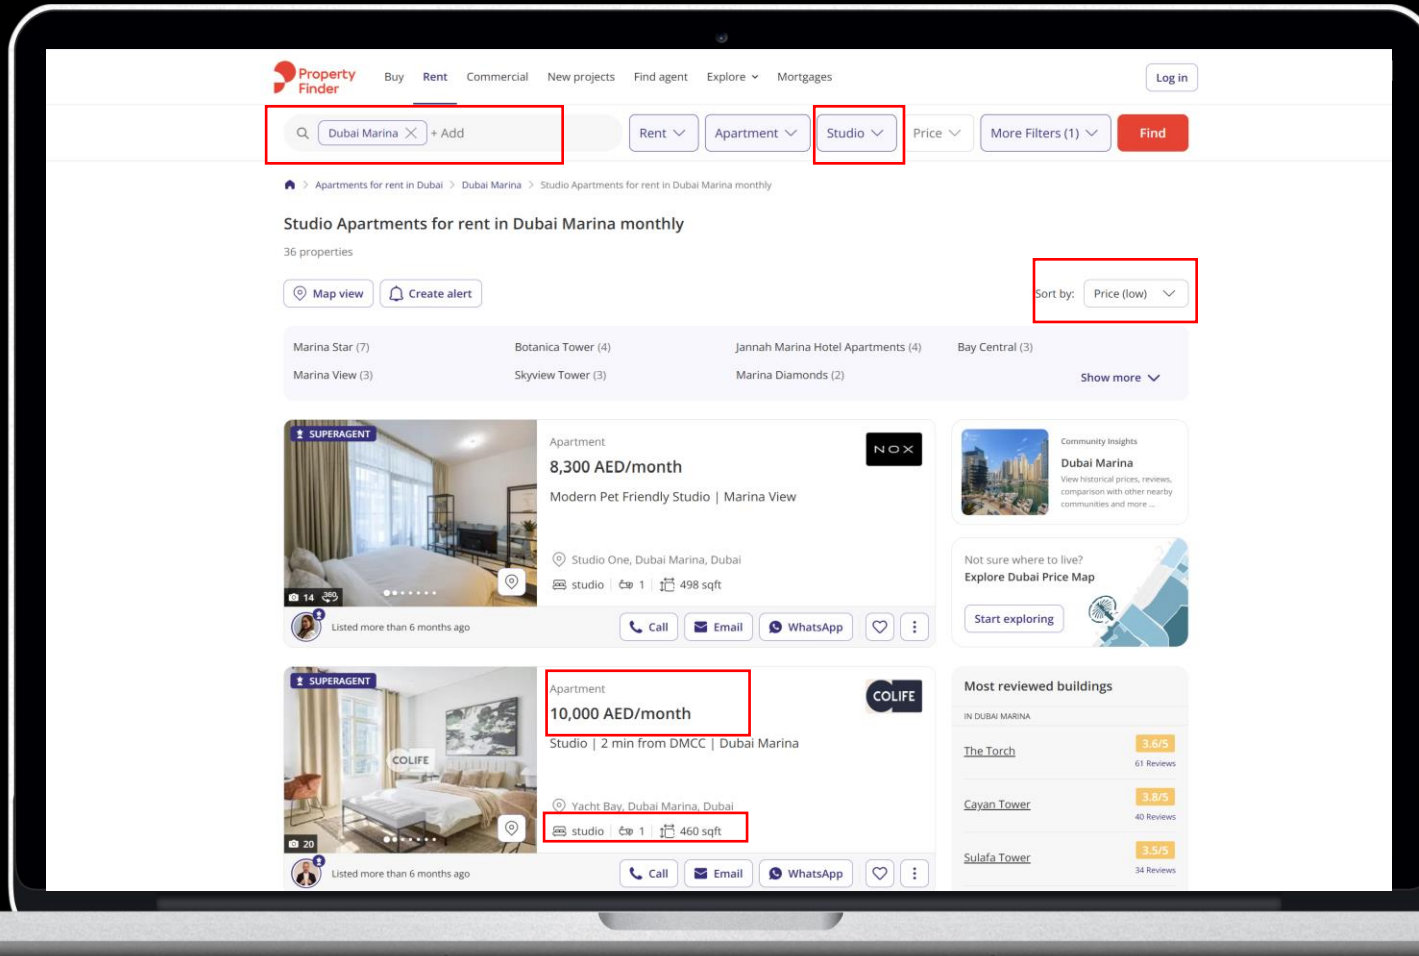 Property
Finder
Buy
Rent
Commercial
New projects
Find agent
Explore
Mortgages
Log in
Dubai Marina
+ Add
Rent
Apartment
Studio
Price
More Filters (1)
Find
> Apartments for rent in Dubai > Dubai Marina > Studio Apartments for rent in Dubai Marina monthly
Studio Apartments for rent in Dubai Marina monthly
36 properties
Map view
Create alert
Sort by:
Price (low)
Marina Star (7)
Botanica Tower (4)
Jannah Marina Hotel Apartments (4)
Bay Central (3)
Marina View (3)
Skyview Tower (3)
Marina Diamonds (2)
Show more
SUPERAGENT
14
360
Apartment
8,300 AED/month
NOX
Modern Pet Friendly Studio | Marina View
Studio One, Dubai Marina, Dubai
studio
1
498 sqft
Listed more than 6 months ago
Call
Email
WhatsApp
Community Insights
Dubai Marina
View historical prices, reviews,
comparison with other nearby
communities and more ...
Not sure where to live?
Explore Dubai Price Map
Start exploring
SUPERAGENT
COLIFE
20
Apartment
10,000 AED/month
COLIFE
Studio | 2 min from DMCC | Dubai Marina
Yacht Bay, Dubai Marina, Dubai
studio
1
460 sqft
Listed more than 6 months ago
Call
Email
WhatsApp
Most reviewed buildings
IN DUBAI MARINA
The Torch
3.6/5
61 Reviews
Cayan Tower
3.8/5
40 Reviews
Sulafa Tower
3.5/5
34 Reviews